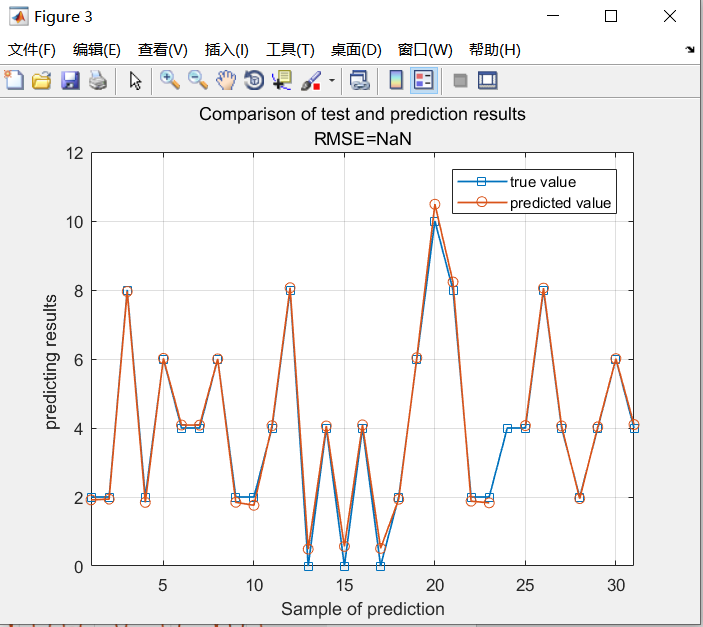 Figure 3
文件(F) 编辑(E) 查看(V) 插入(I) 工具(T) 桌面(D) 窗口(W) 帮助(H)
Comparison of test and prediction results
RMSE=NaN
12
10
8
6
4
2
0
predicting results
true value
predicted value
5 10 15 20 25 30
Sample of prediction